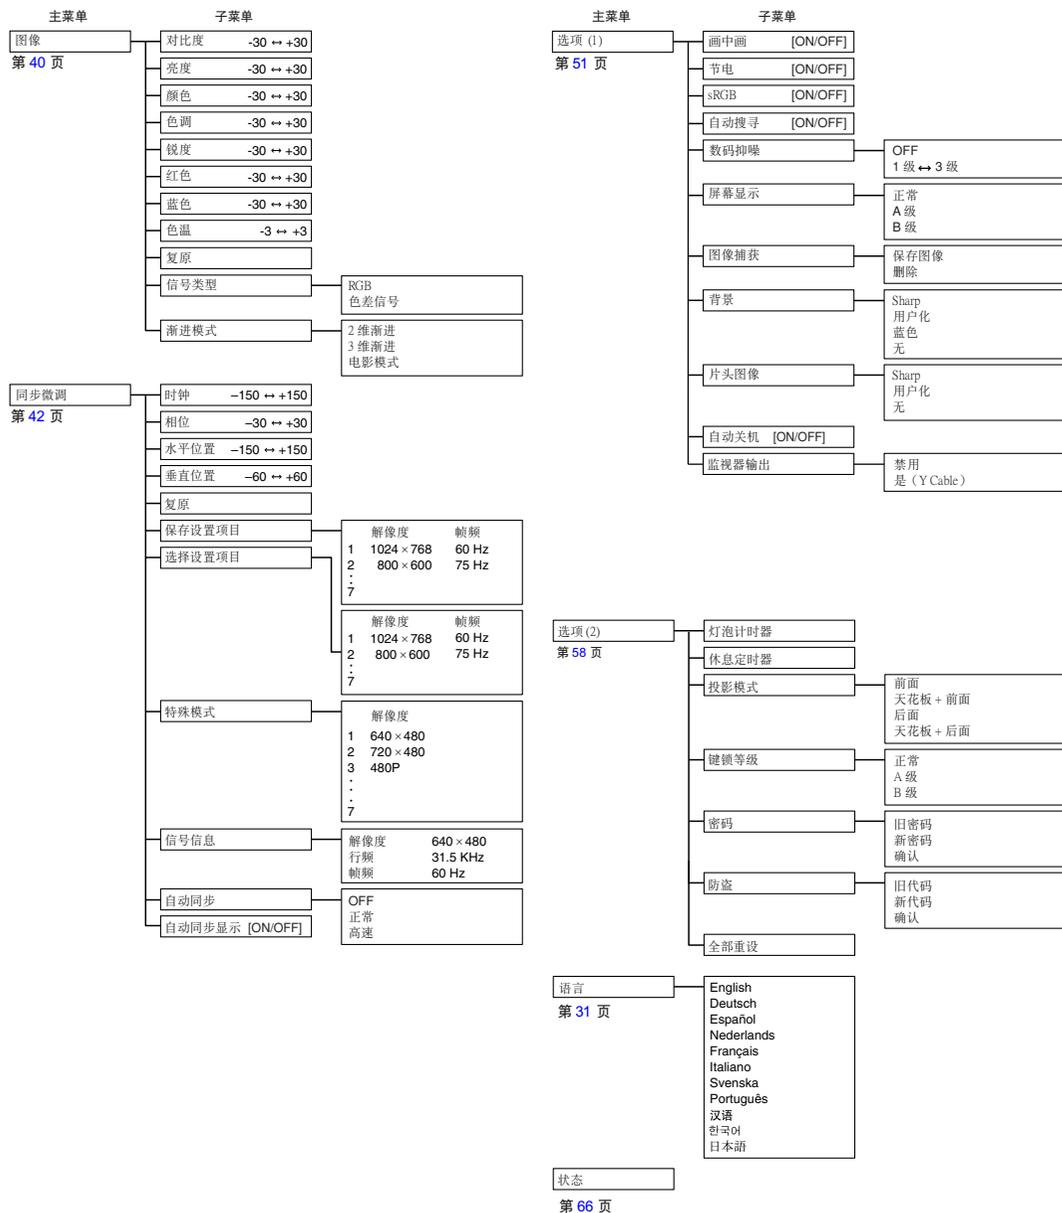 主菜单 子菜单
图像
第 40 页
对比度 -30 ↔ +30
亮度 -30 ↔ +30
颜色 -30 ↔ +30
色调 -30 ↔ +30
锐度 -30 ↔ +30
红色 -30 ↔ +30
蓝色 -30 ↔ +30
色温 -3 ↔ +3
复原
信号类型
RGB
色差信号
渐进模式
2 维渐进
3 维渐进
电影模式
同步微调
第 42 页
时钟 –150 ↔ +150
相位 –30 ↔ +30
水平位置 –150 ↔ +150
垂直位置 –60 ↔ +60
复原
保存设置项目
解像度 帧频
1 1024 × 768 60 Hz
2 800 × 600 75 Hz
:
7
选择设置项目
解像度 帧频
1 1024 × 768 60 Hz
2 800 × 600 75 Hz
:
7
特殊模式
解像度
1 640 × 480
2 720 × 480
3 480P
.
.
.
7
信号信息
解像度 640 × 480
行频 31.5 KHz
帧频 60 Hz
自动同步
OFF
正常
高速
自动同步显示 [ON/OFF]
主菜单 子菜单
选项 (1)
第 51 页
画中画 [ON/OFF]
节电 [ON/OFF]
sRGB [ON/OFF]
自动搜寻 [ON/OFF]
数码抑噪
OFF
1 级 ↔ 3 级
屏幕显示
正常
A 级
B 级
图像捕获
保存图像
删除
背景
Sharp
用户化
蓝色
无
片头图像
Sharp
用户化
无
自动关机 [ON/OFF]
监视器输出
禁用
是（Y Cable）
选项 (2)
第 58 页
灯泡计时器
休息定时器
投影模式
前面
天花板 + 前面
后面
天花板 + 后面
键锁等级
正常
A 级
B 级
密码
旧密码
新密码
确认
防盗
旧代码
新代码
确认
全部重设
语言
第 31 页
English
Deutsch
Español
Nederlands
Français
Italiano
Svenska
Português
汉语
한국어
日本語
状态
第 66 页